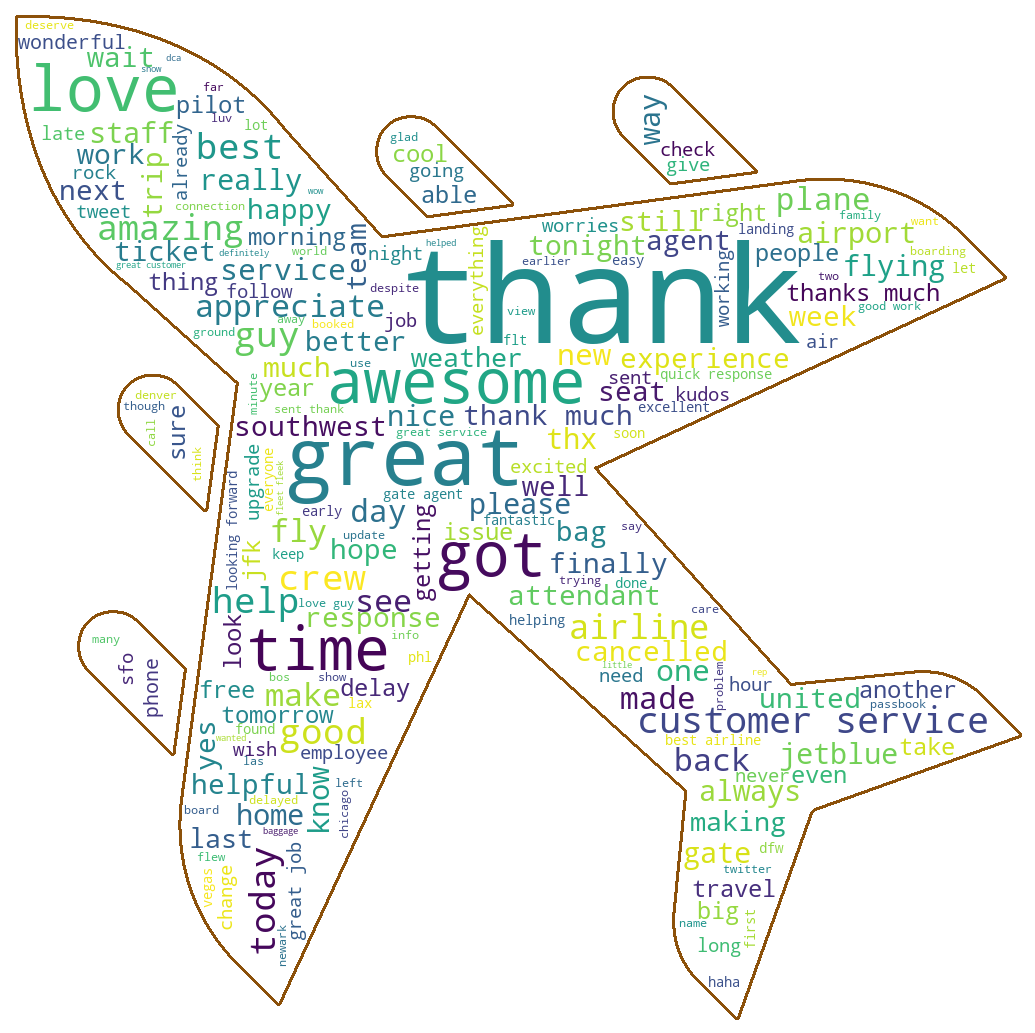 deserve
wonderful
wait
dca
show
love
far
pilot
luv
late
staff
lot
already
work
best
rock
trip
next
really
wow
tweet
connection
happy
amazing
morning
team
ticket
definitely
world
great customer
service
thing
follow
appreciate
ground
away
booked
guy
job
better
glad
cool
going
able
way
check
give
night
helped
despite
everything
worries
earlier
easy
tonight
still
right
agent
thank
working
landing
plane
family
want
airport
people
boarding
flying
let
two
thanks much
good work
week
air
view
flt
weather
new
experience
much
use
year
minute
awesome
sent
quick response
seat
kudos
excellent
sent thank
nice
thank much
southwest
great service
thx
soon
denver
though
call
sure
think
great
excited
well
say
upgrade
everyone
fleet fleek
looking forward
gate agent
early
day
please
fantastic
issue
bag
fly
update
keep
hope
getting
got
finally
jfk
crew
trying
done
attendant
help
love guy
see
response
helping
care
look
time
info
airline
cancelled
phl
many
sfo
phone
bos
show
little
need
one
problem
rep
hour
free
make
delay
lax
made
united
another
passbook
tomorrow
found
good
customer service
yes
wanted
wish
employee
best airline
jetblue
take
las
back
never
even
helpful
know
left
always
delayed
board
home
chicago
making
last
baggage
flew
great job
gate
dfw
twitter
vegas
change
today
travel
big
first
name
newark
long
haha